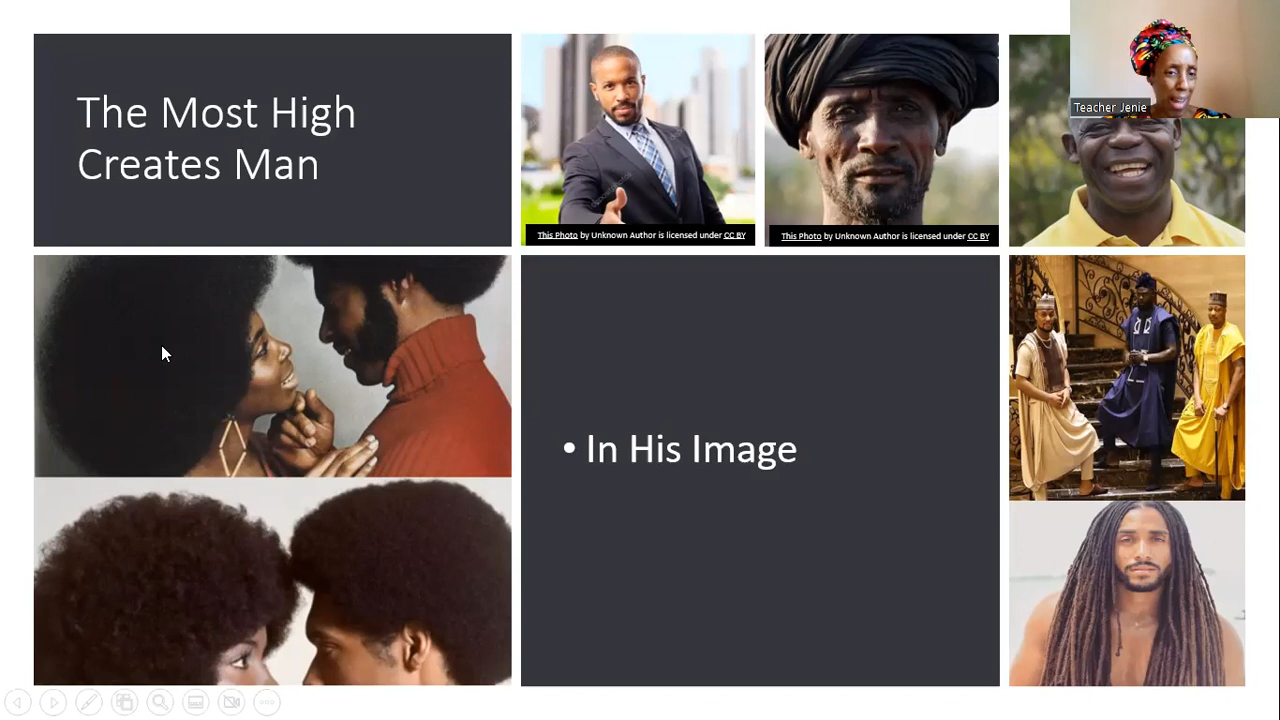 The Most High
Creates Man
This Photo by Unknown Author is licensed under CC BY
This Photo by Unknown Author is licensed under CC BY
Teacher Jenie
• In His Image